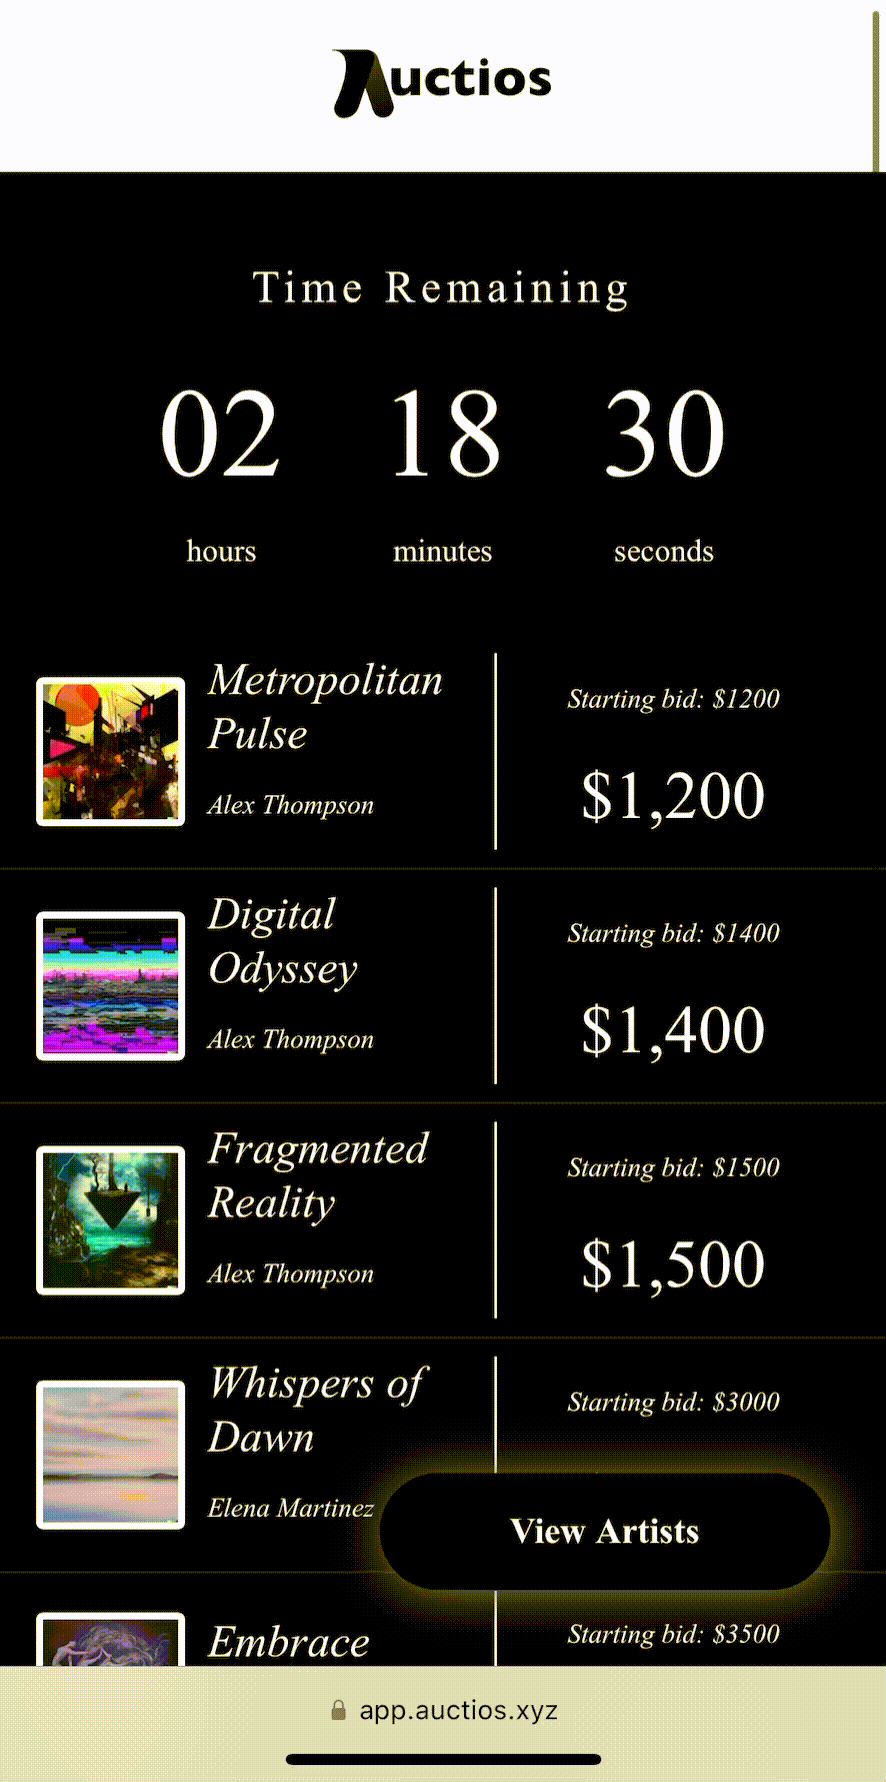 Auctios
Time Remaining
02 18 30
hours minutes seconds
Metropolitan
Pulse
Alex Thompson
Starting bid: $1200
$1,200
Digital
Odyssey
Alex Thompson
Starting bid: $1400
$1,400
Fragmented
Reality
Alex Thompson
Starting bid: $1500
$1,500
Whispers of
Dawn
Elena Martinez
Starting bid: $3000
View Artists
Embrace
Starting bid: $3500
app.auctios.xyz